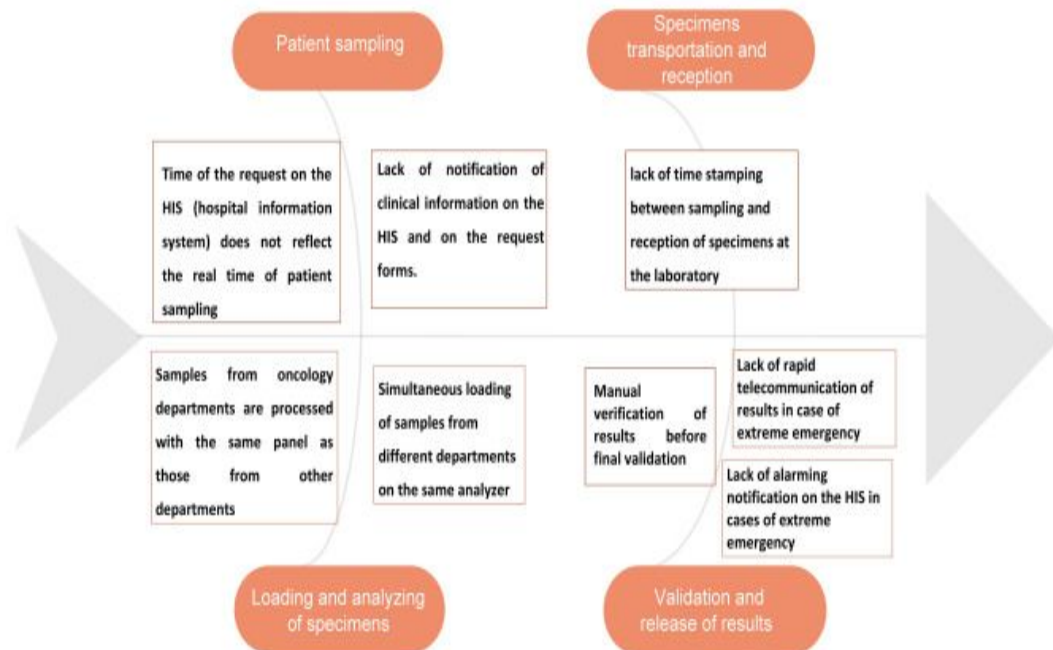 Patient sampling
Specimens
transportation and
reception
Time of the request on the
HIS (hospital information
system) does not reflect
the real time of patient
sampling
Lack of notification of
clinical information on the
HIS and on the request
forms.
lack of time stamping
between sampling and
reception of specimens at
the laboratory
Samples from oncology
departments are processed
with the same panel as
those from other
departments
Simultaneous loading
of samples from
different departments
on the same analyzer
Manual
verification of
results before
final validation
Lack of rapid
telecommunication of
results in case of
extreme emergency
Lack of alarming
notification on the HIS in
cases of extreme
emergency
Loading and analyzing
of specimens
Validation and
release of results